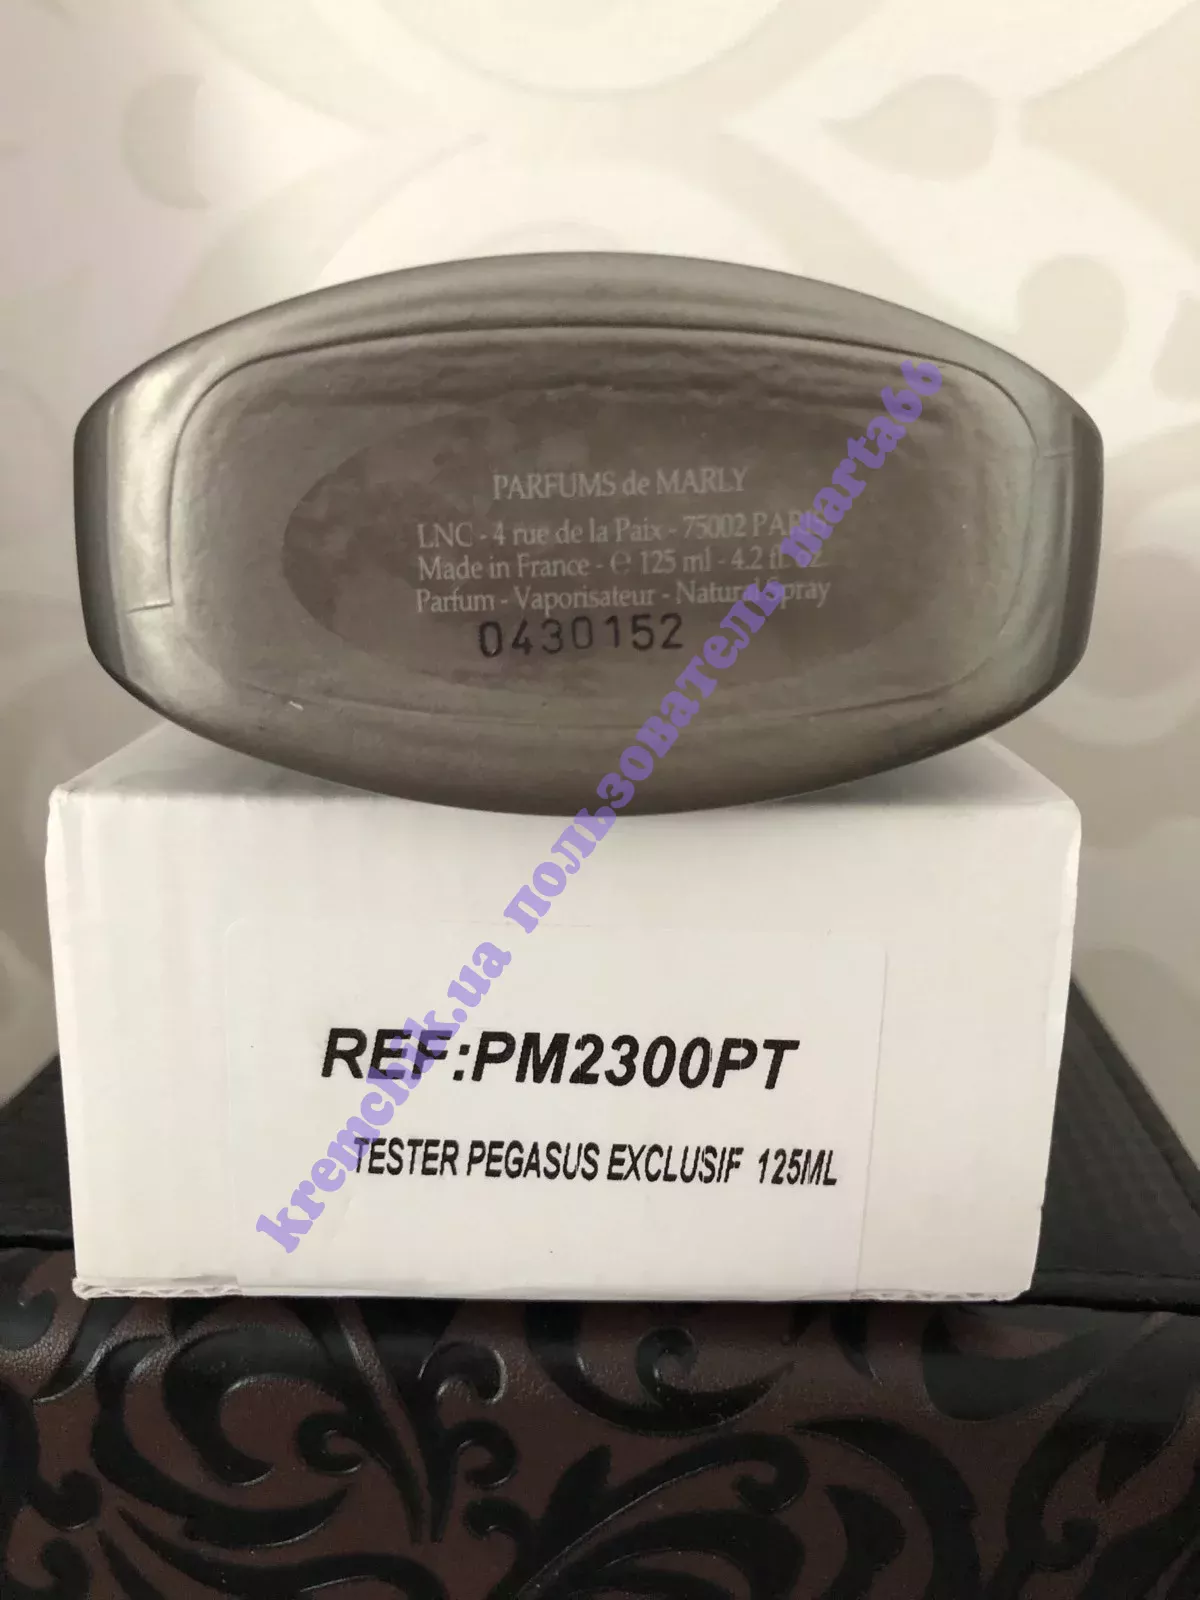 PARFUMS de MARLY
LNC - 4 rue de la Paix - 75002 PARIS
Made in France - ℮ 125 ml - 4.2 fl. oz.
Parfum - Vaporisateur - Natural Spray
0430152
REF:PM2300PT
TESTER PEGASUS EXCLUSIF 125ML
kremchik.ua пользователь marta66